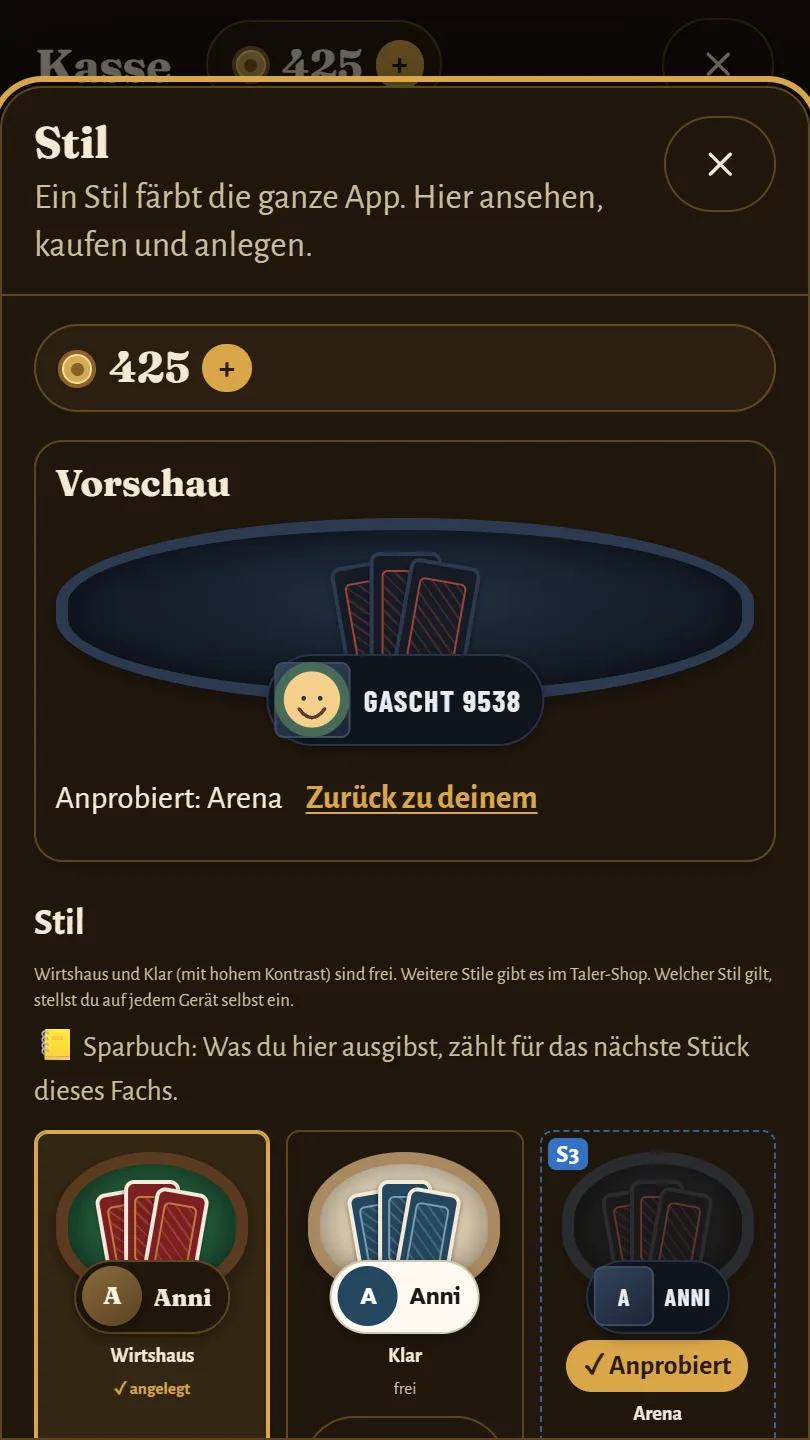 Kasse 425 +
Stil
Ein Stil färbt die ganze App. Hier ansehen,
kaufen und anlegen.
425 +
Vorschau
GASCHT 9538
Anprobiert: Arena Zurück zu deinem
Stil
Wirtshaus und Klar (mit hohem Kontrast) sind frei. Weitere Stile gibt es im Taler-Shop. Welcher Stil gilt,
stellst du auf jedem Gerät selbst ein.
Sparbuch: Was du hier ausgibst, zählt für das nächste Stück
dieses Fachs.
A Anni
Wirtshaus
✓ angelegt
A Anni
Klar
frei
S3
A ANNI
✓ Anprobiert
Arena